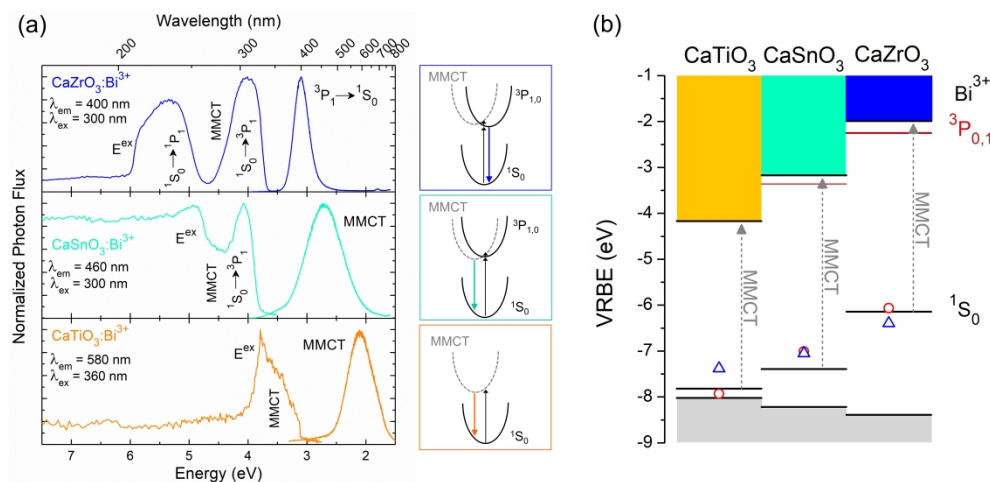 (a)
Wavelength (nm)
200 300 400 500 600 700 800
Normalized Photon Flux
CaZrO₃:Bi³⁺
λem = 400 nm
λex = 300 nm
Eᵉˣ
¹S₀ → ¹P₁
MMCT
¹S₀ → ³P₁
³P₁ → ¹S₀
CaSnO₃:Bi³⁺
λem = 460 nm
λex = 300 nm
Eᵉˣ
MMCT
¹S₀ → ³P₁
MMCT
CaTiO₃:Bi³⁺
λem = 580 nm
λex = 360 nm
Eᵉˣ
MMCT
MMCT
7 6 5 4 3 2
Energy (eV)
MMCT
³P₁,₀
¹S₀
MMCT
³P₁,₀
¹S₀
MMCT
¹S₀
(b)
CaTiO₃ CaSnO₃ CaZrO₃
VRBE (eV)
-1
-2
-3
-4
-5
-6
-7
-8
-9
MMCT
MMCT
MMCT
Bi³⁺
³P₀,₁
¹S₀